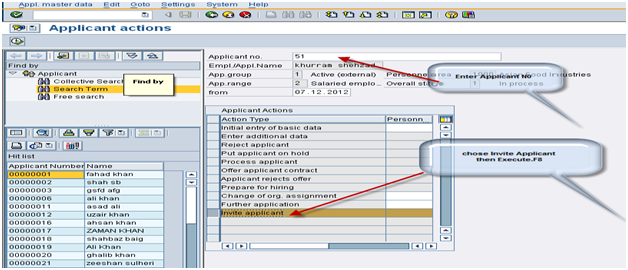 Appl. master data Edit Goto Settings System Help
Applicant actions
Find by
Applicant
Collective Searc
Search Term
Free search
Find by
Applicant no. 51
Empl./Appl.Name khurram shehzad
App.group 1 Active (external) Personnel area ood Industries
App.range 2 Salaried emplo... Overall status 1 In process
from 07.12.2012
Enter Applicant No
Applicant Actions
Action Type Personn
Initial entry of basic data
Enter additional data
Reject applicant
Put applicant on hold
Process applicant
Offer applicant contract
Applicant rejects offer
Prepare for hiring
Change of org. assignment
Further application
Invite applicant
chose Invite Applicant
then Execute.F8
Hit list
Applicant Number Name
00000001 fahad khan
00000002 shah sb
00000003 gsfd afg
00000006 ali khan
00000011 asad ali
00000012 uzair khan
00000016 ahsan khan
00000017 ZAMAN KHAN
00000018 shahbaz baig
00000019 Ali Khan
00000020 ghalib khan
00000021 zeeshan sulheri